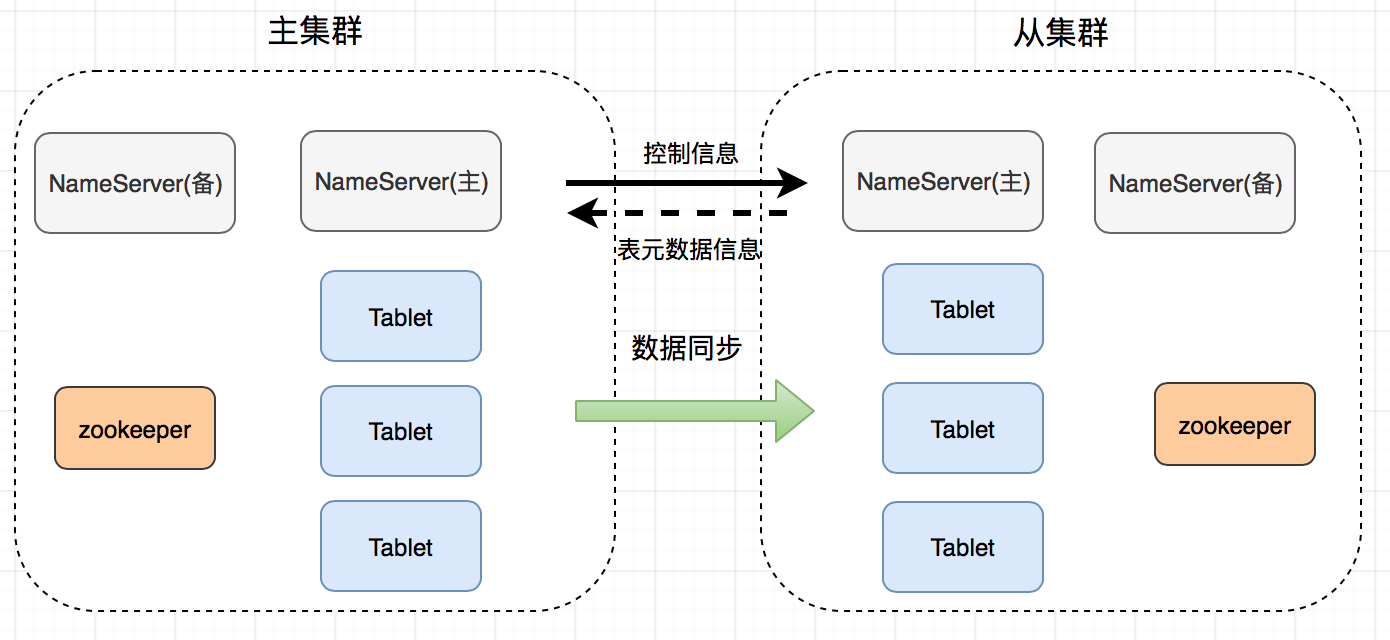 主集群
从集群
NameServer(备)
NameServer(主)
控制信息
NameServer(主)
NameServer(备)
表元数据信息
Tablet
Tablet
数据同步
zookeeper
Tablet
Tablet
zookeeper
Tablet
Tablet